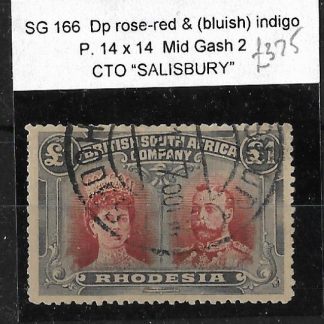 SG 166 Dp rose-red & (bluish) indigo
P. 14 x 14 Mid Gash 2
£375
CTO “SALISBURY”
BRITISH SOUTH AFRICA
£1 COMPANY £1
RHODESIA